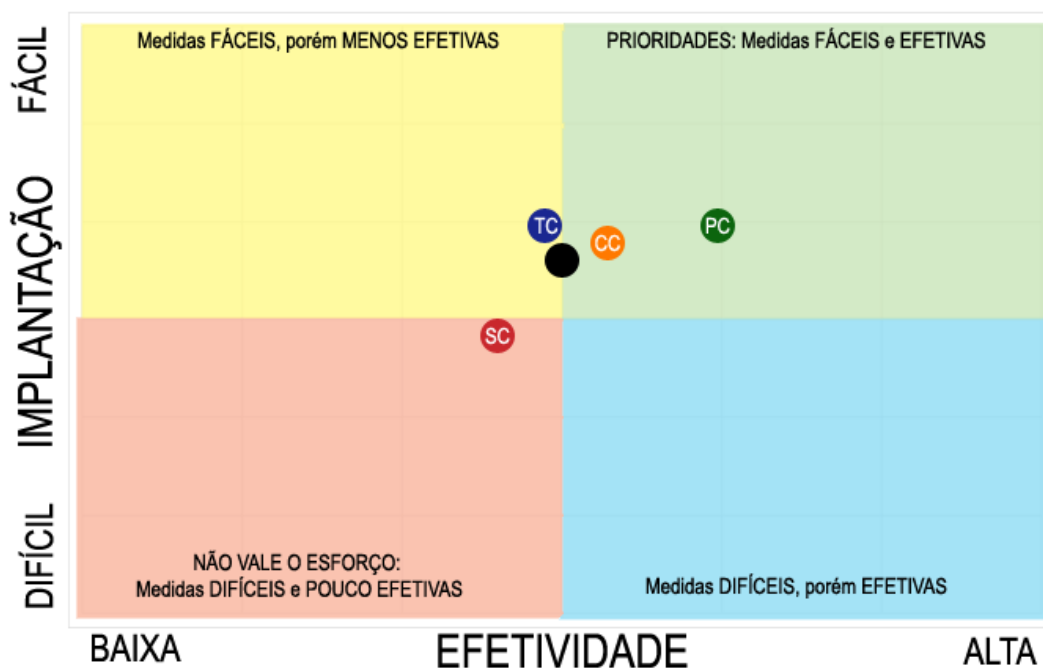 Medidas FÁCEIS, porém MENOS EFETIVAS
PRIORIDADES: Medidas FÁCEIS e EFETIVAS
FÁCIL
IMPLANTAÇÃO
DIFÍCIL
TC
CC
PC
SC
NÃO VALE O ESFORÇO:
Medidas DIFÍCEIS e POUCO EFETIVAS
Medidas DIFÍCEIS, porém EFETIVAS
BAIXA
EFETIVIDADE
ALTA